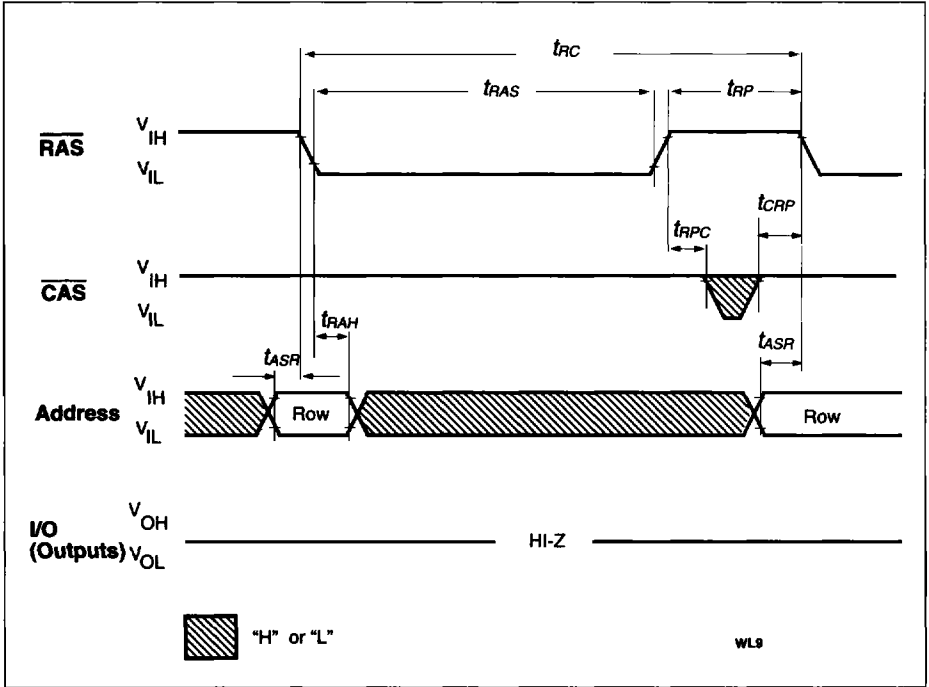 tRC
tRAS
tRP
RAS
VIH
VIL
tCRP
tRPC
CAS
VIH
VIL
tRAH
tASR
tASR
Address
VIH
VIL
Row
Row
I/O
(Outputs)
VOH
VOL
HI-Z
"H" or "L"
WL9